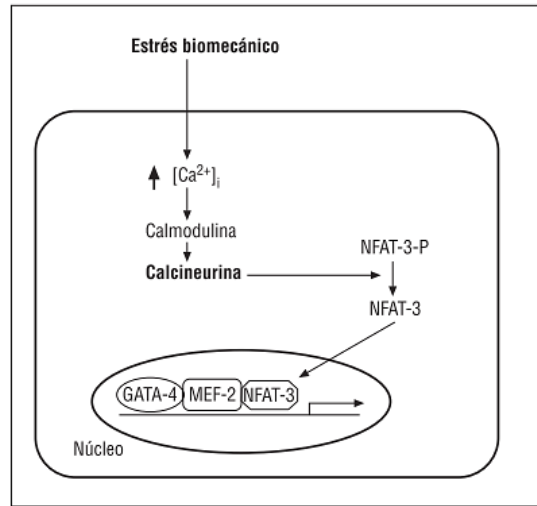 Estrés biomecánico
[Ca²⁺]ᵢ
Calmodulina
Calcineurina
NFAT-3-P
NFAT-3
GATA-4 MEF-2 NFAT-3
Núcleo